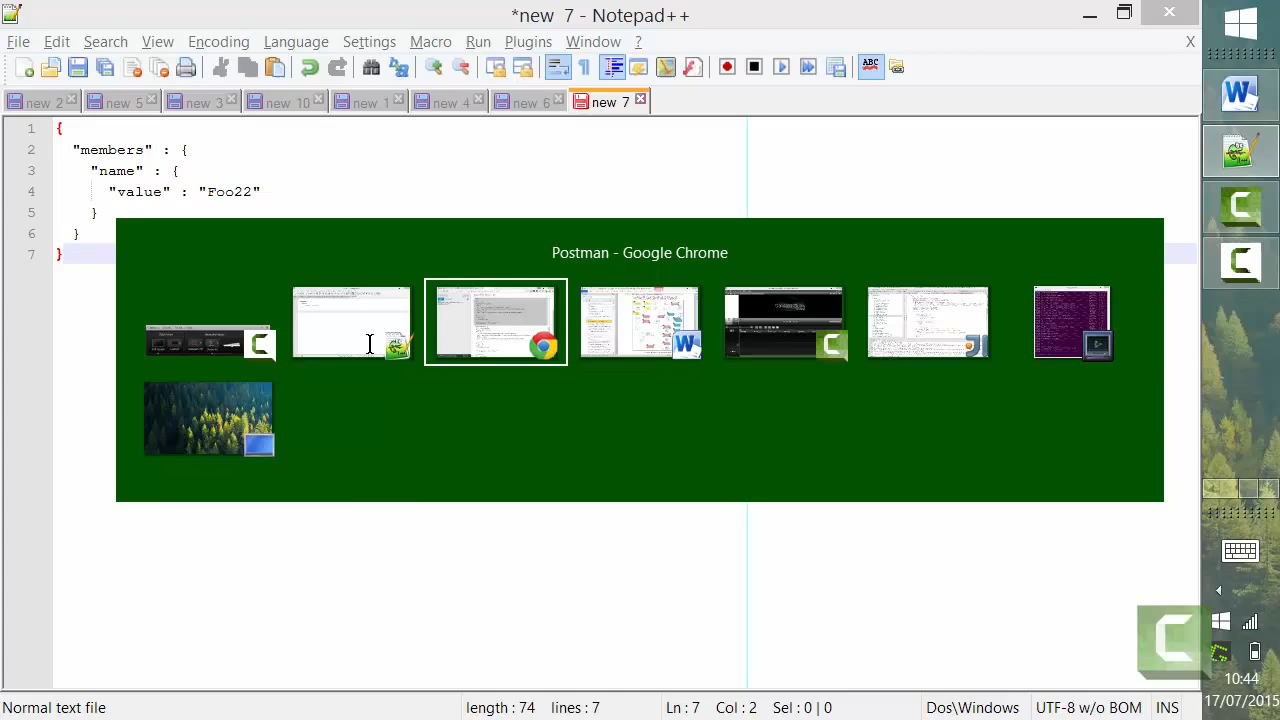 *new 7 - Notepad++
File Edit Search View Encoding Language Settings Macro Run Plugins Window ? X
new 2 new 5 new 3 new 10 new 1 new 4 new 6 new 7
1 {
2 "members" : {
3 "name" : {
4 "value" : "Foo22"
5 }
6 }
7 }
Postman - Google Chrome
Normal text file length : 74 lines : 7 Ln : 7 Col : 2 Sel : 0 | 0 Dos\Windows UTF-8 w/o BOM INS
10:44
17/07/2015